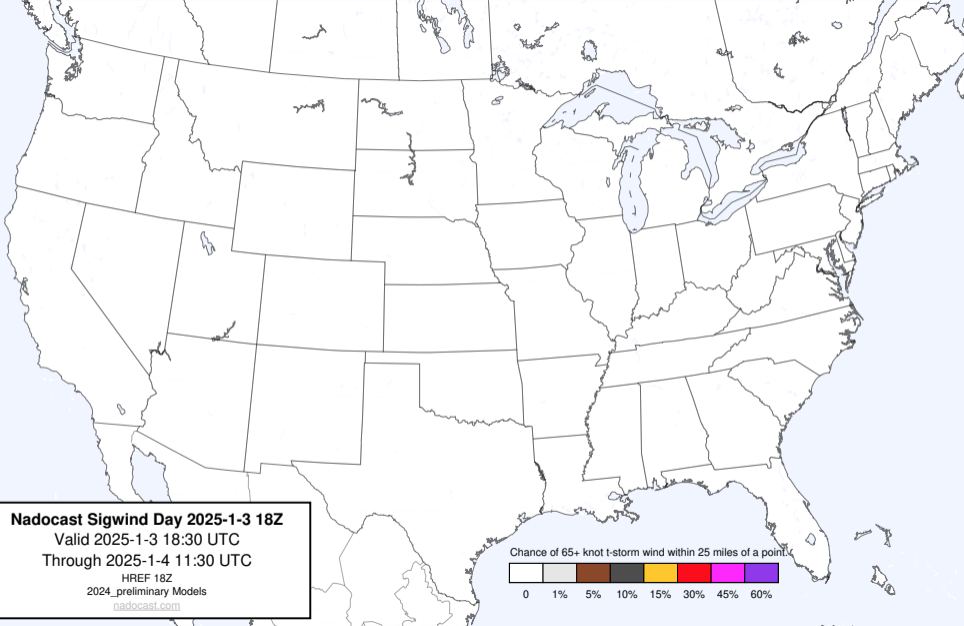 Nadocast Sigwind Day 2025-1-3 18Z
Valid 2025-1-3 18:30 UTC
Through 2025-1-4 11:30 UTC
HREF 18Z
2024_preliminary Models
nadocast.com
Chance of 65+ knot t-storm wind within 25 miles of a point.
0 1% 5% 10% 15% 30% 45% 60%